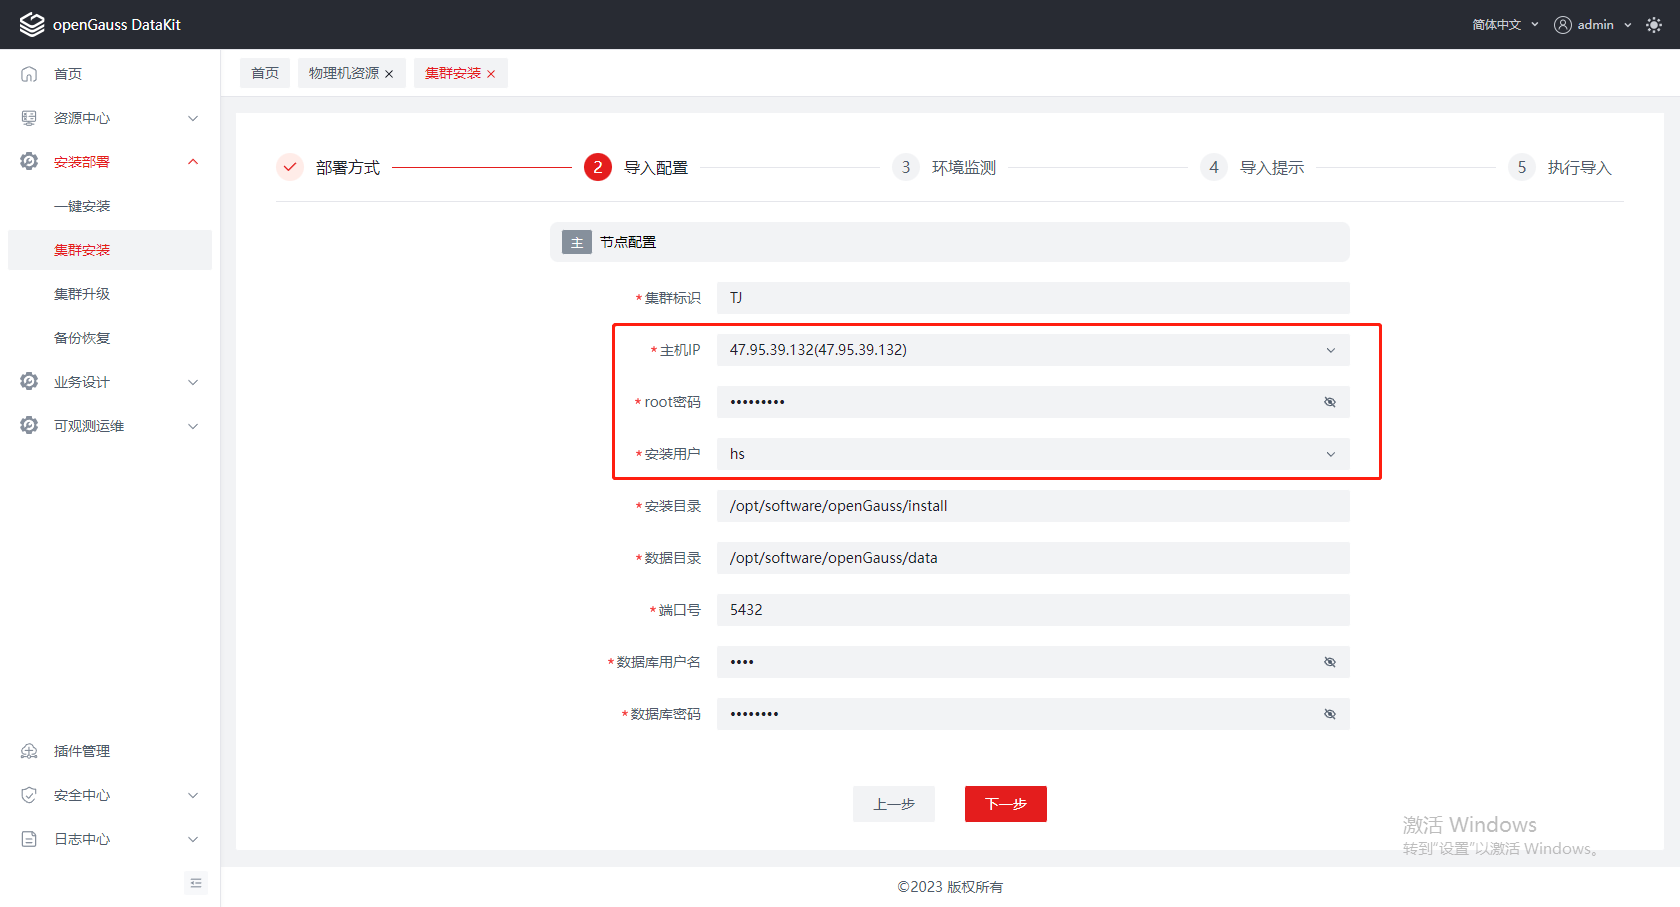 openGauss DataKit
简体中文
admin
首页
资源中心
安装部署
一键安装
集群安装
集群升级
备份恢复
业务设计
可观测运维
插件管理
安全中心
日志中心
首页
物理机资源
集群安装
部署方式
2 导入配置
3 环境监测
4 导入提示
5 执行导入
主 节点配置
*集群标识 TJ
*主机IP 47.95.39.132(47.95.39.132)
*root密码 •••••••••
*安装用户 hs
*安装目录 /opt/software/openGauss/install
*数据目录 /opt/software/openGauss/data
*端口号 5432
*数据库用户名 ••••
*数据库密码 ••••••••
上一步
下一步
激活 Windows
转到“设置”以激活 Windows。
©2023 版权所有